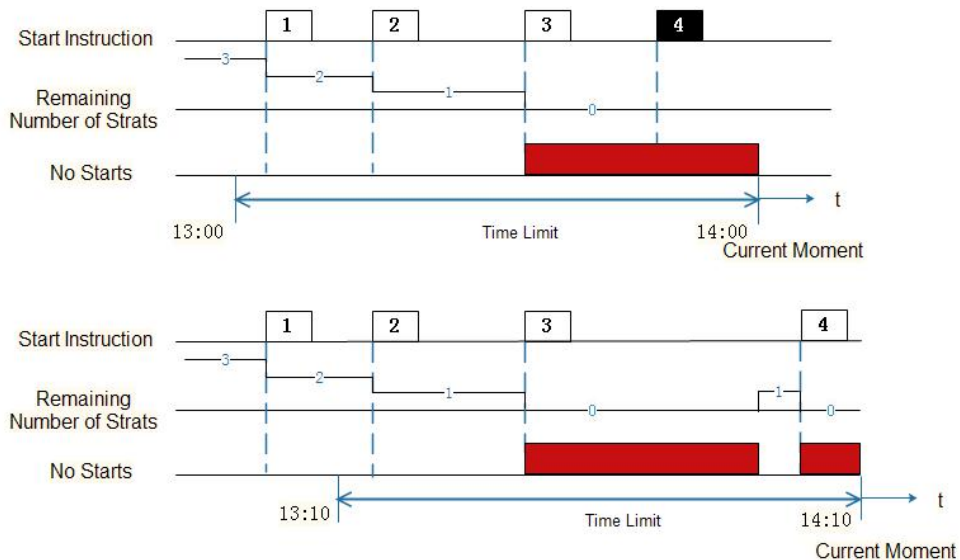 1 2 3 4
Start Instruction
3 2 1 0
Remaining
Number of Strats
No Starts
t
13:00 Time Limit 14:00
Current Moment
1 2 3 4
Start Instruction
3 2 1 0 1 0
Remaining
Number of Strats
No Starts
t
13:10 Time Limit 14:10
Current Moment